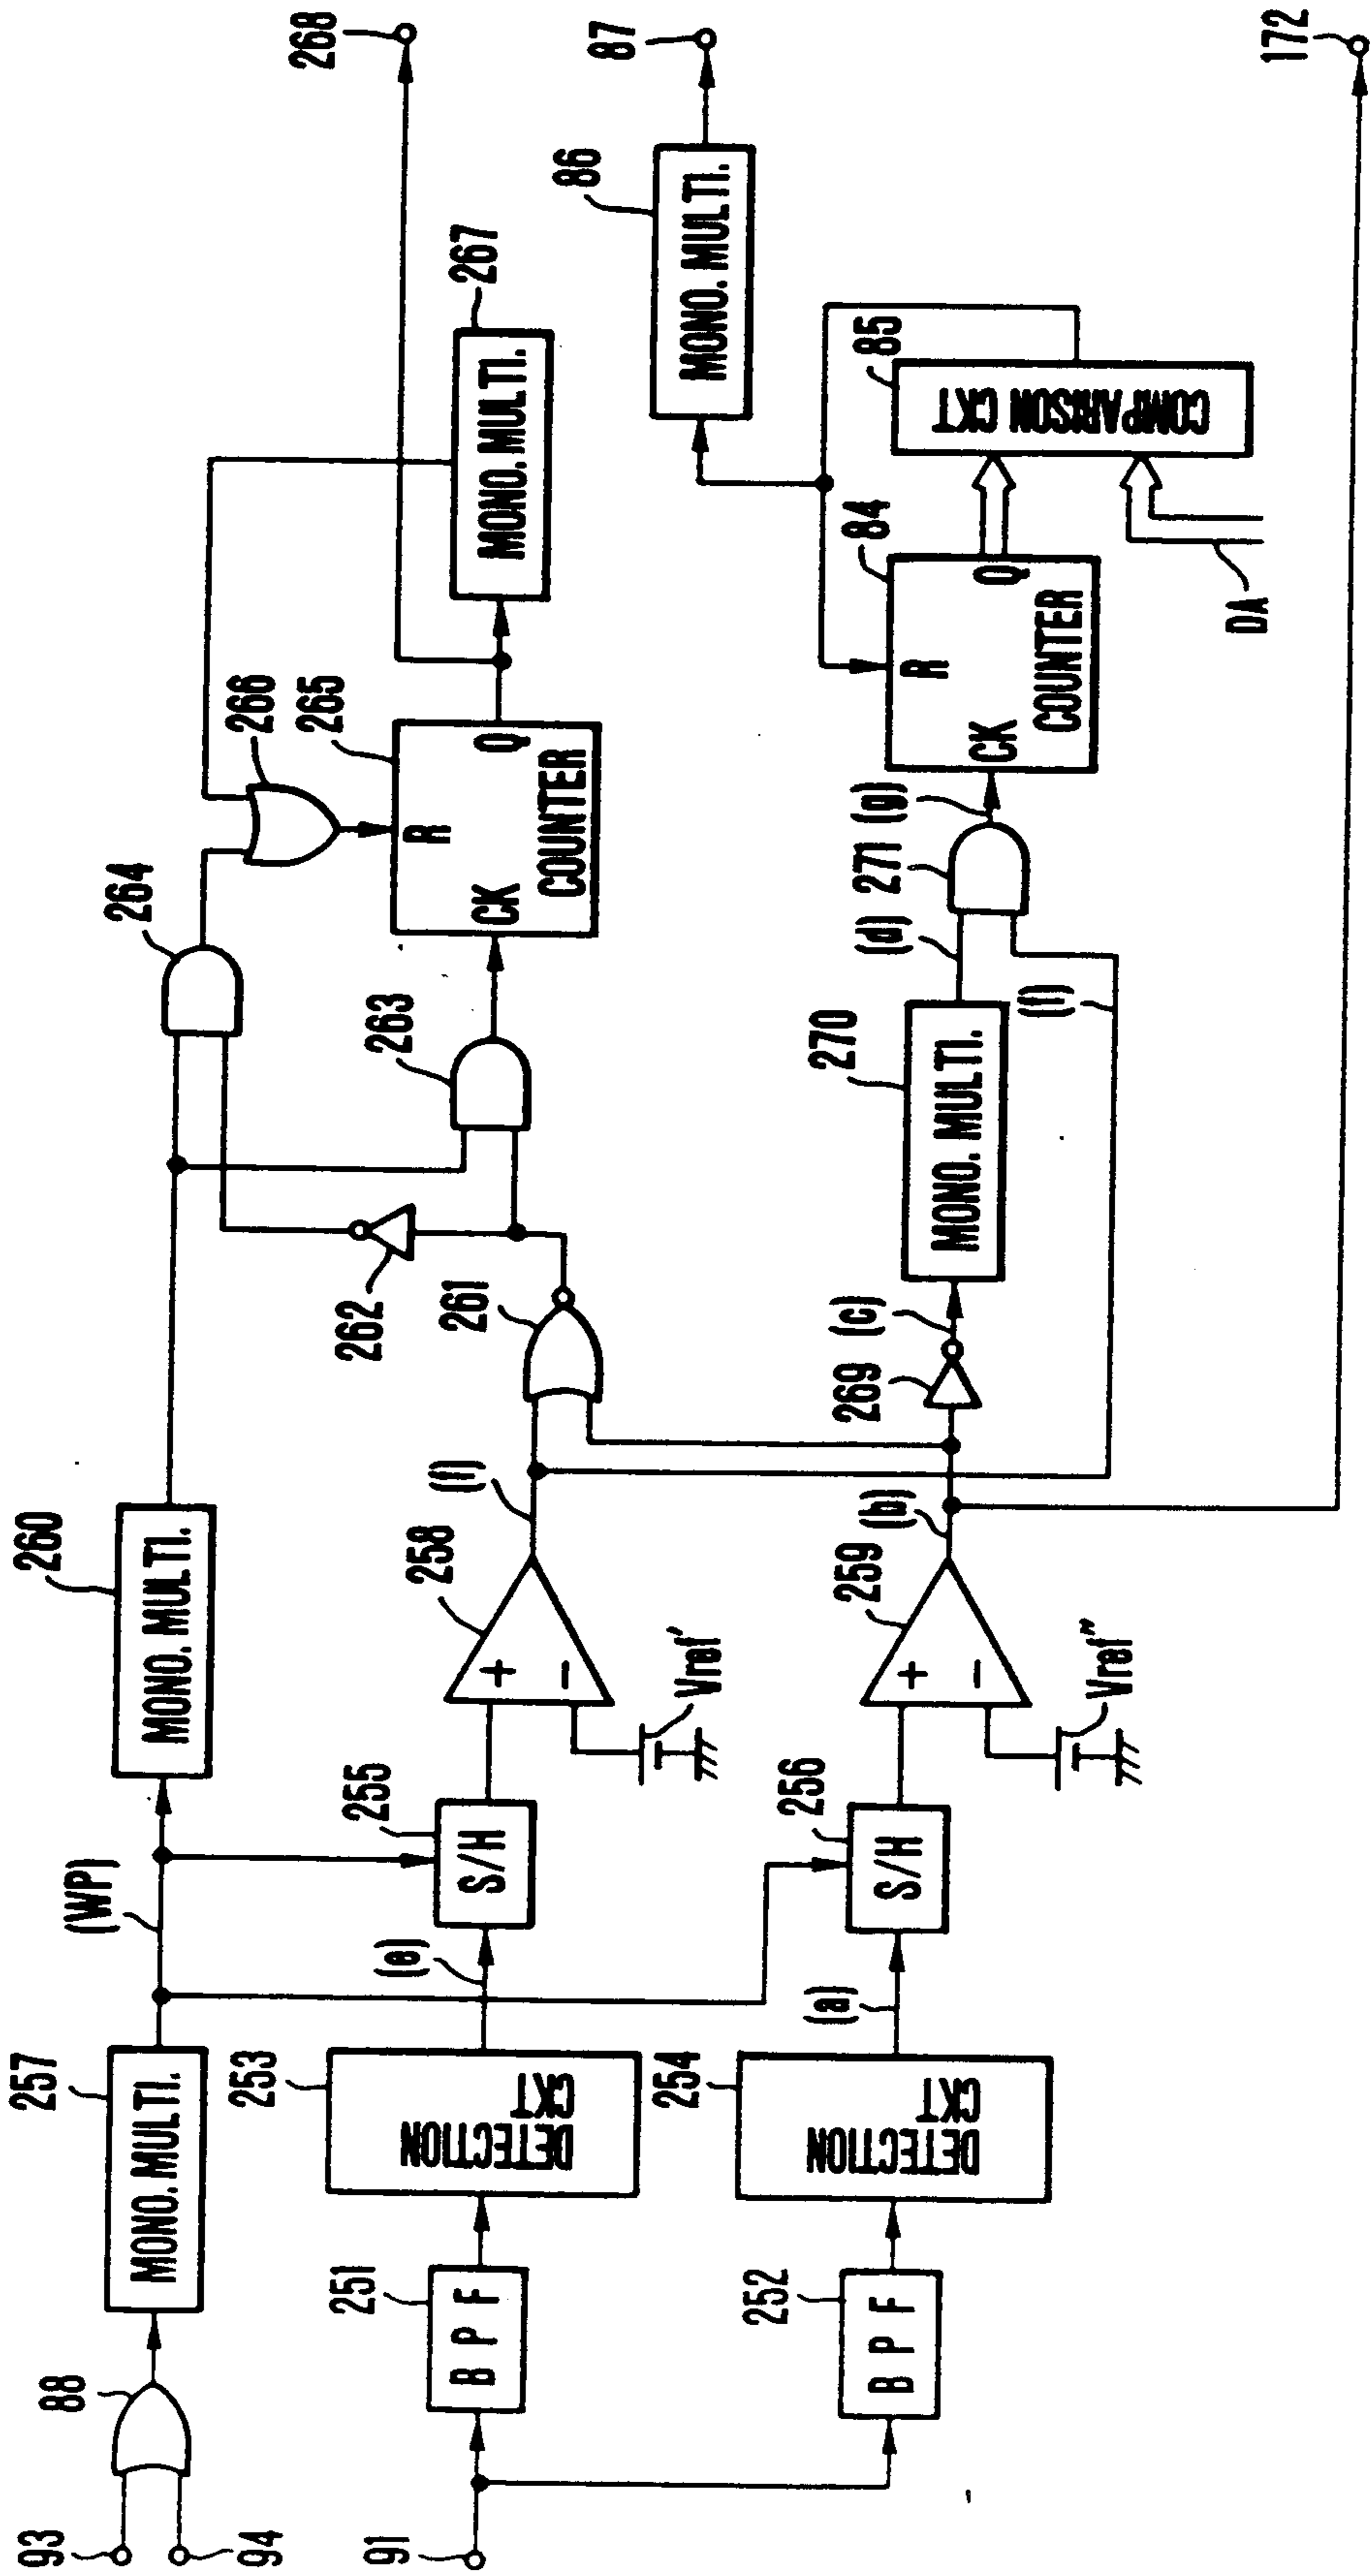 93
94
88
257
MONO. MULTI.
(WP)
260
MONO. MULTI.
264
266
268
91
251
B P F
253
DETECTION
CKT
(e)
255
S/H
258
+
−
Vref'
(f)
261
262
263
265
R
CK
Q
COUNTER
267
MONO. MULTI.
86
MONO. MULTI.
87
252
B P F
254
DETECTION
CKT
(a)
256
S/H
259
+
−
Vref"
(b)
269
(c)
270
MONO. MULTI.
(d)
(f)
271
(g)
84
R
CK
Q
COUNTER
85
COMPARISON CKT
DA
172